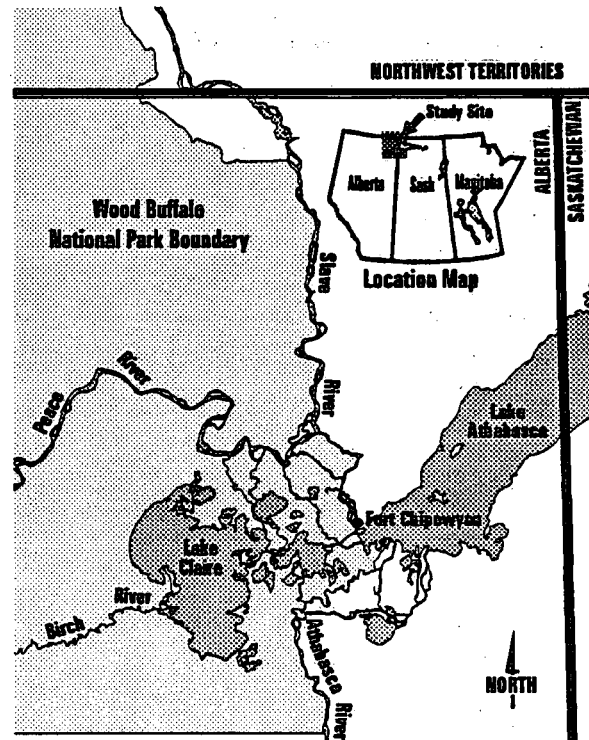 NORTHWEST TERRITORIES
Study Site
Alberta
Sask
Manitoba
Location Map
ALBERTA
SASKATCHEWAN
Wood Buffalo
National Park Boundary
Slave
River
Peace
River
Lake
Athabasca
Fort Chipewyan
Lake
Claire
Birch
River
Athabasca
River
NORTH